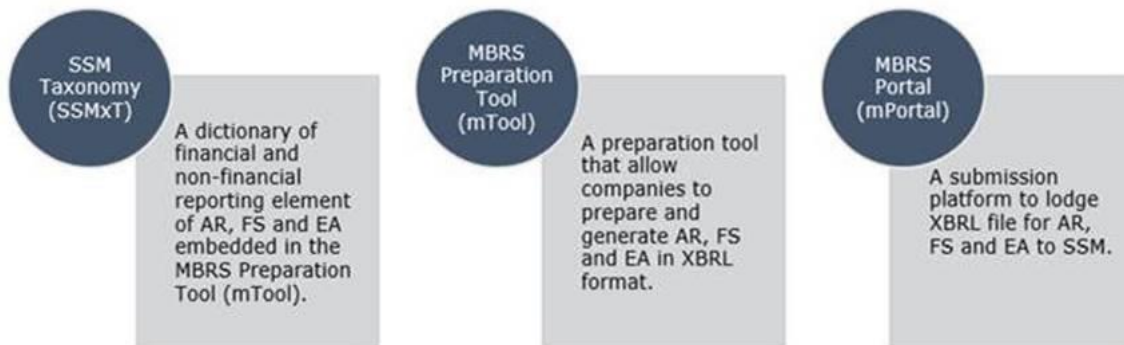 SSM
Taxonomy
(SSMxT)
A dictionary of
financial and
non-financial
reporting element
of AR, FS and EA
embedded in the
MBRS Preparation
Tool (mTool).
MBRS
Preparation
Tool
(mTool)
A preparation tool
that allow
companies to
prepare and
generate AR, FS
and EA in XBRL
format.
MBRS
Portal
(mPortal)
A submission
platform to lodge
XBRL file for AR,
FS and EA to SSM.